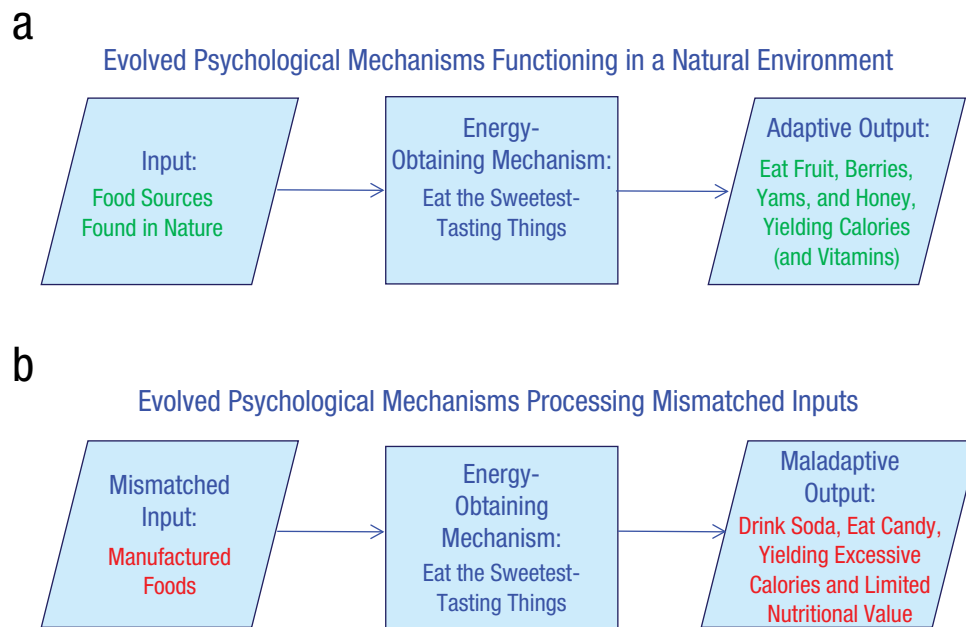 a
Evolved Psychological Mechanisms Functioning in a Natural Environment
Input:
Food Sources
Found in Nature
Energy-
Obtaining Mechanism:
Eat the Sweetest-
Tasting Things
Adaptive Output:
Eat Fruit, Berries,
Yams, and Honey,
Yielding Calories
(and Vitamins)
b
Evolved Psychological Mechanisms Processing Mismatched Inputs
Mismatched
Input:
Manufactured
Foods
Energy-
Obtaining
Mechanism:
Eat the Sweetest-
Tasting Things
Maladaptive
Output:
Drink Soda, Eat Candy,
Yielding Excessive
Calories and Limited
Nutritional Value